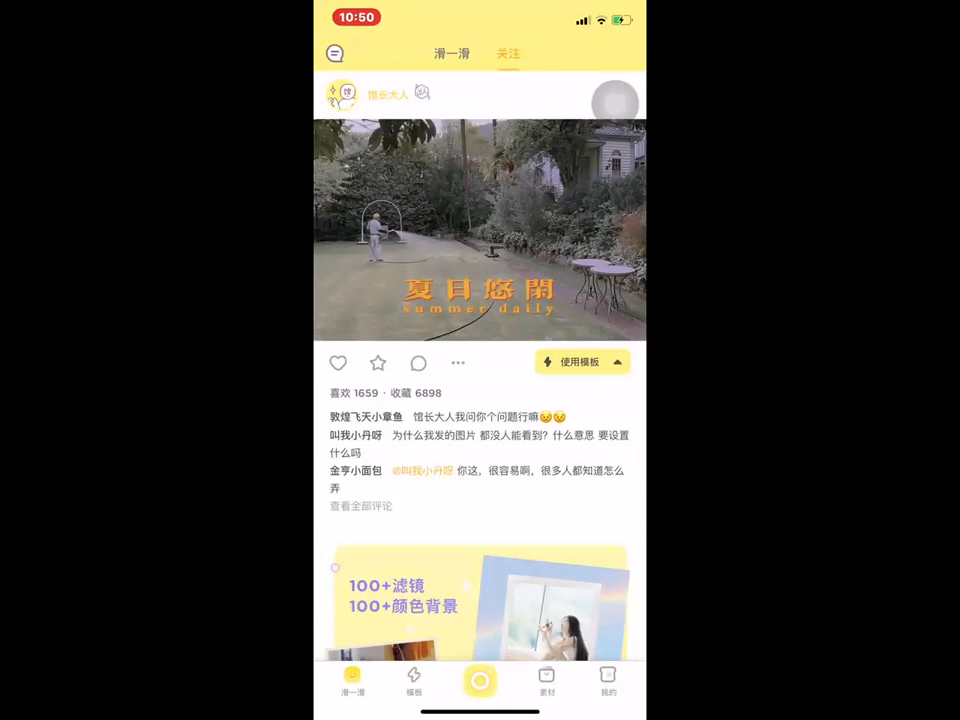 10:50
滑一滑 关注
馆长大人
夏日悠閑
summer daily
使用模板
喜欢 1659 · 收藏 6898
敦煌飞天小章鱼 馆长大人我问你个问题行嘛😣😣
叫我小丹呀 为什么我发的图片 都没人能看到？什么意思 要设置
什么吗
金亨小面包 @叫我小丹呀 你这，很容易啊，很多人都知道怎么
弄
查看全部评论
100+滤镜
100+颜色背景
滑一滑 模板 素材 我的